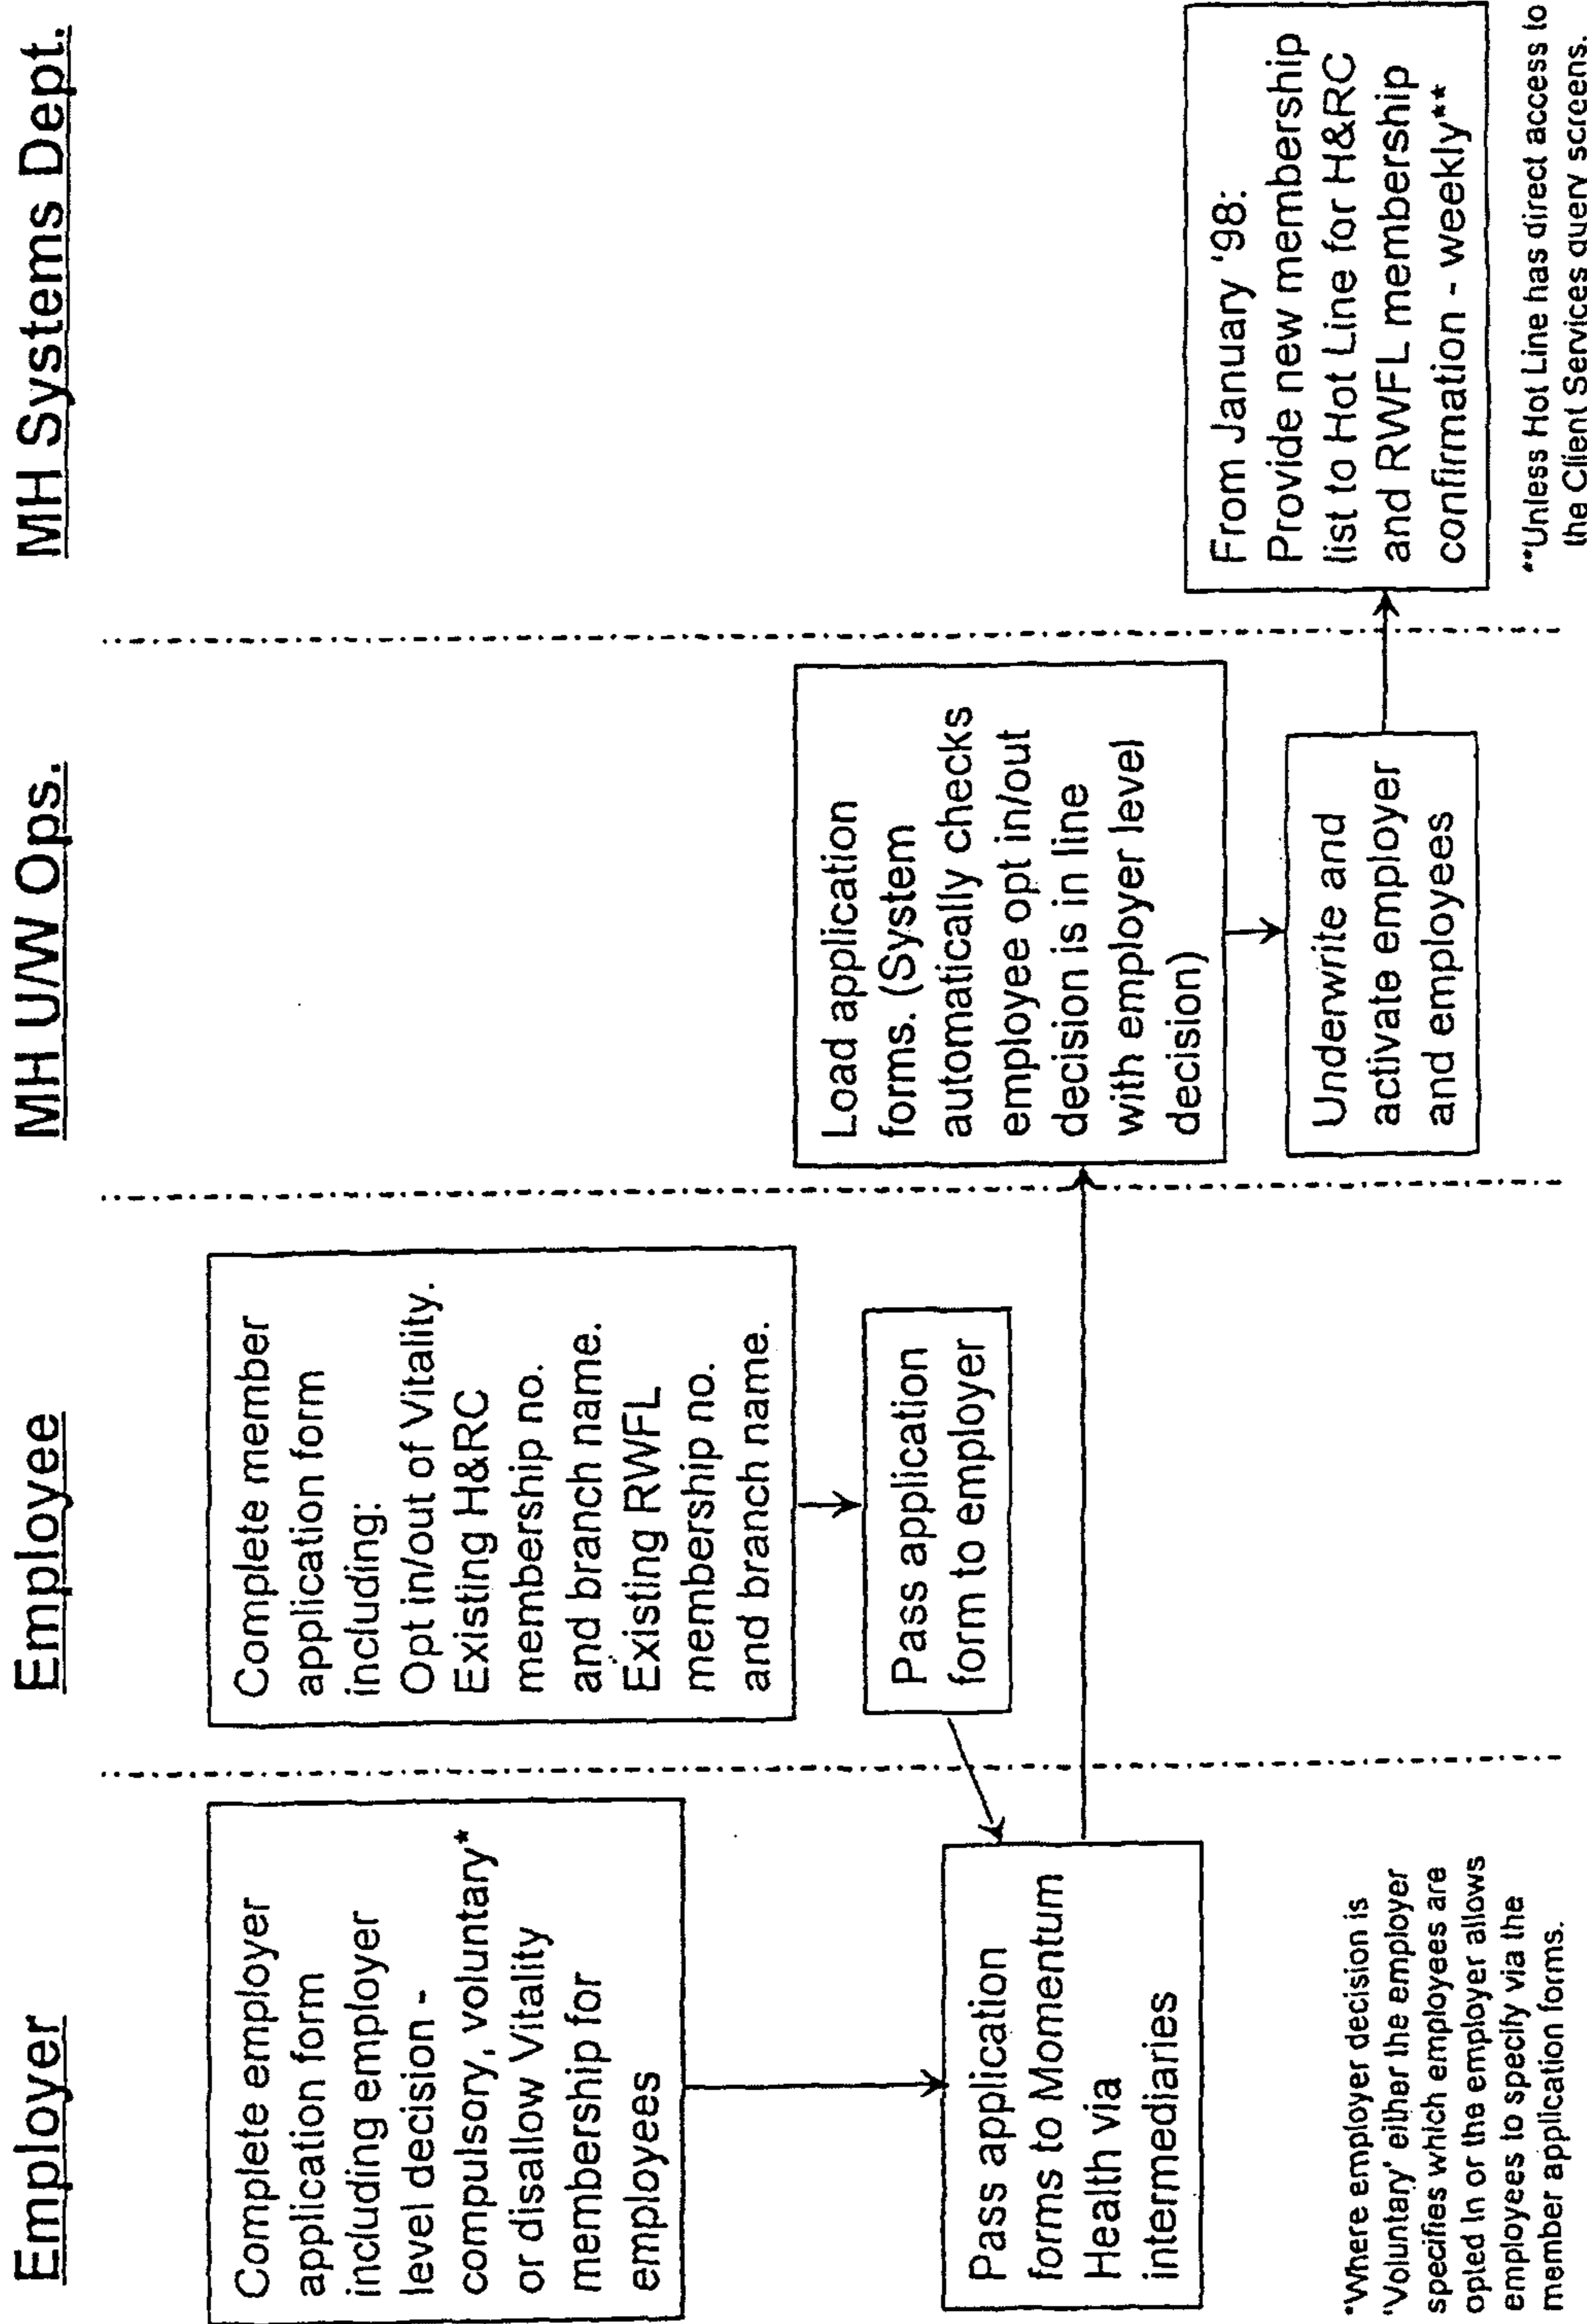 Employer
Complete employer
application form
including employer
level decision -
compulsory, voluntary*
or disallow Vitality
membership for
employees
Pass application
forms to Momentum
Health via
intermediaries
*Where employer decision is
'Voluntary' either the employer
specifies which employees are
opted In or the employer allows
employees to specify via the
member application forms.
Employee
Complete member
application form
including:
Opt in/out of Vitality.
Existing H&RC
membership no.
and branch name.
Existing RWFL
membership no.
and branch name.
Pass application
form to employer
MH U/W Ops.
Load application
forms. (System
automatically checks
employee opt in/out
decision is in line
with employer level
decision)
Underwrite and
activate employer
and employees
MH Systems Dept.
From January '98:
Provide new membership
list to Hot Line for H&RC
and RWFL membership
confirmation - weekly**
**Unless Hot Line has direct access to
the Client Services query screens.